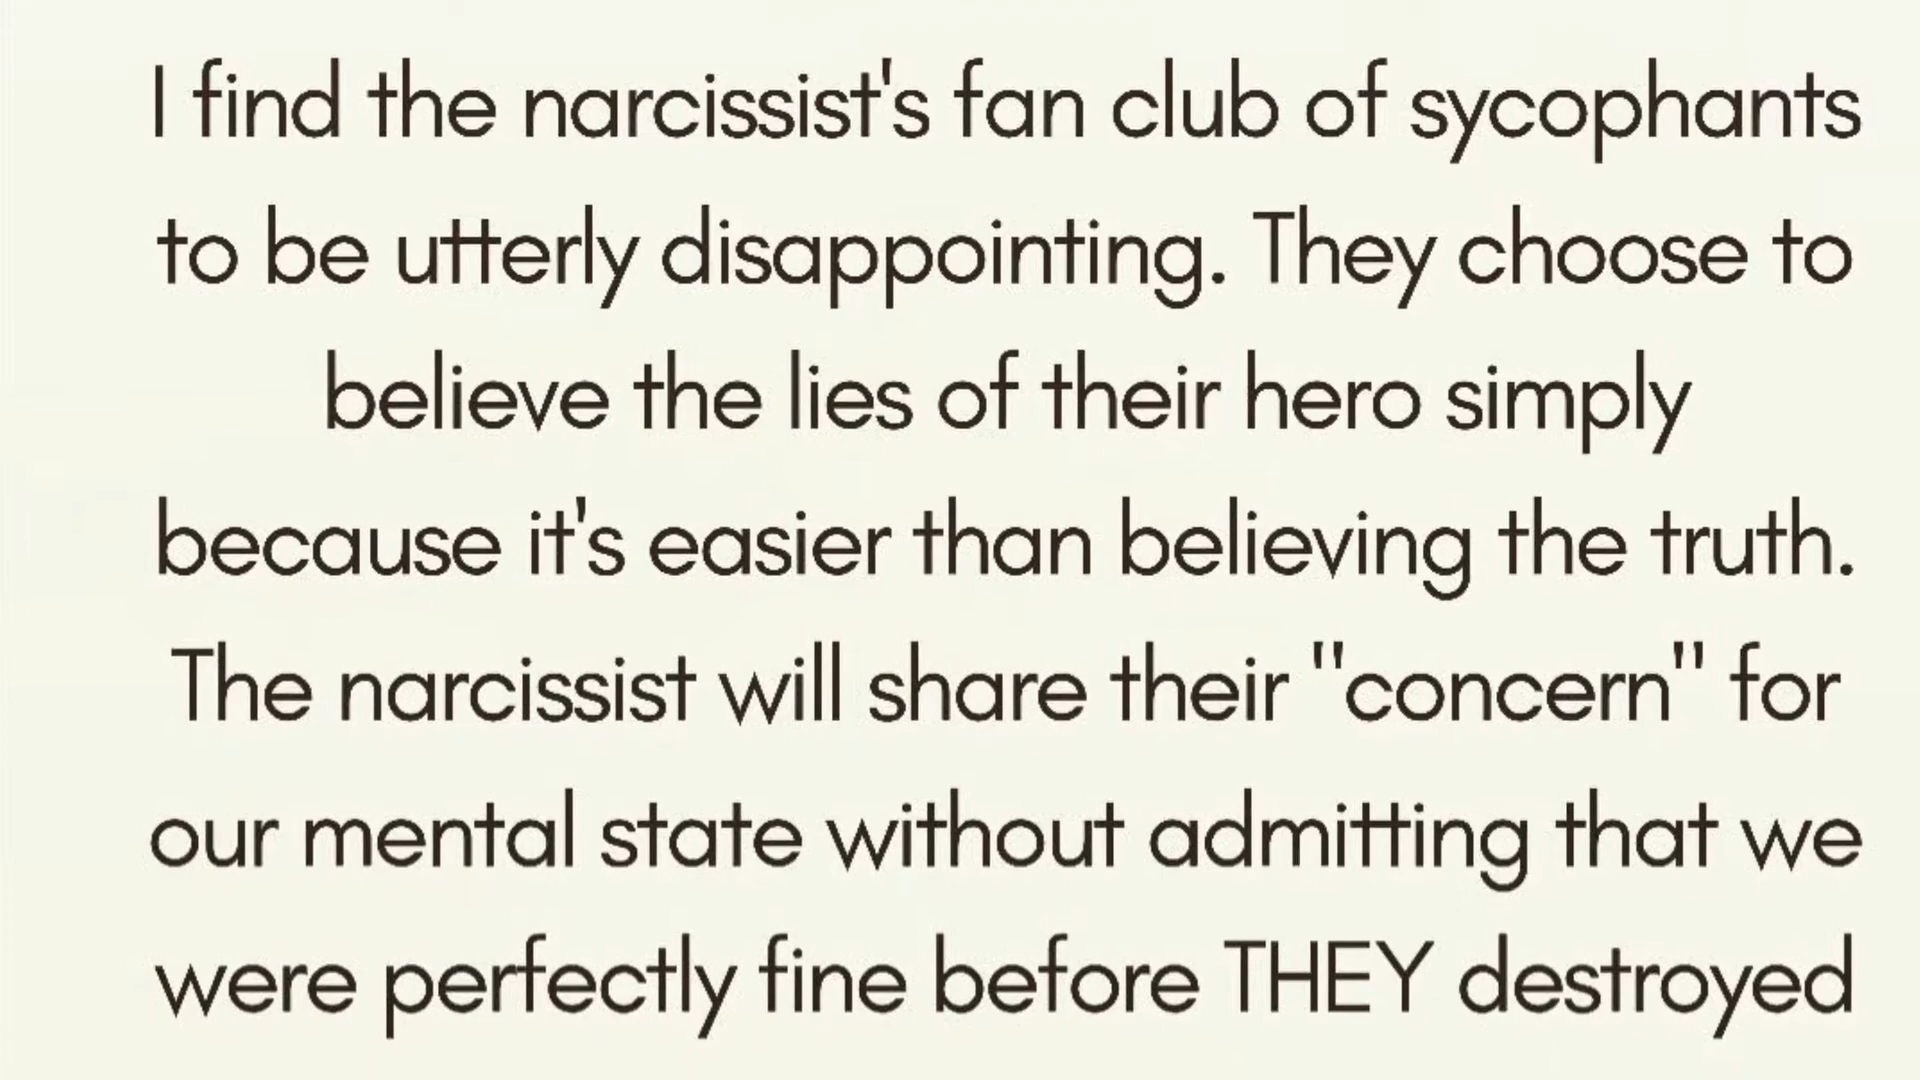 I find the narcissist's fan club of sycophants
to be utterly disappointing. They choose to
believe the lies of their hero simply
because it's easier than believing the truth.
The narcissist will share their "concern" for
our mental state without admitting that we
were perfectly fine before THEY destroyed